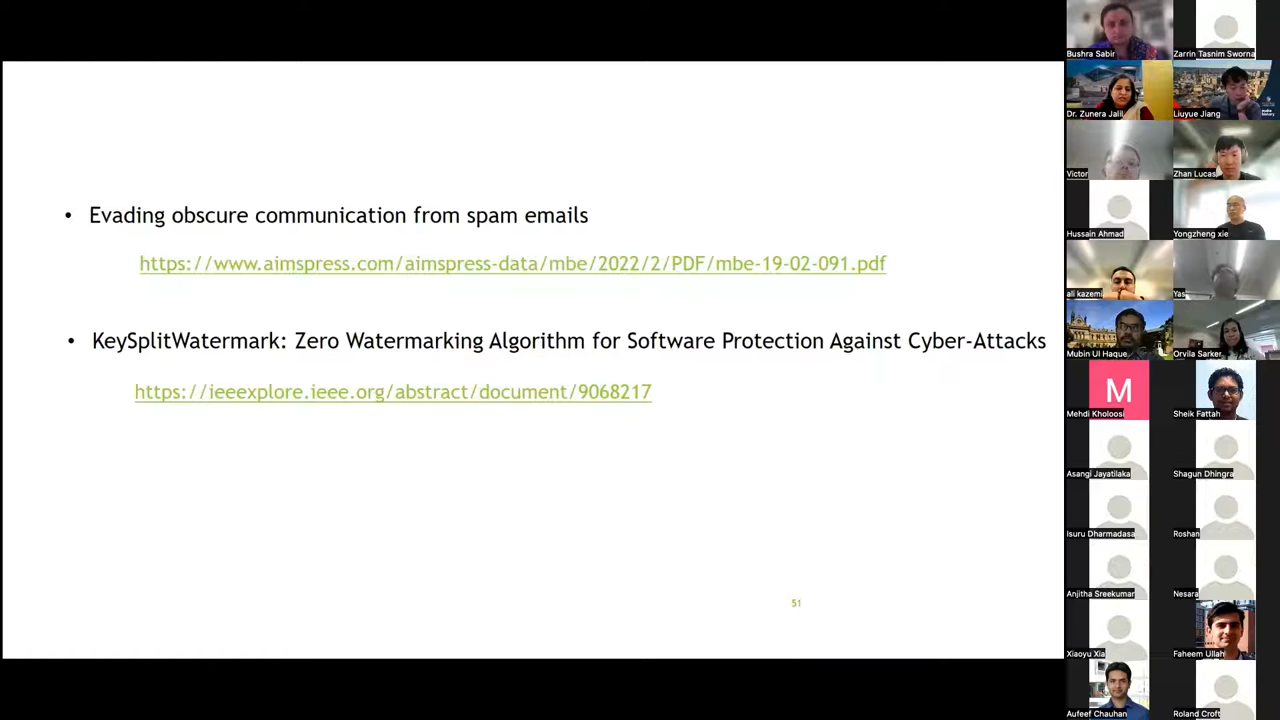 • Evading obscure communication from spam emails
https://www.aimspress.com/aimspress-data/mbe/2022/2/PDF/mbe-19-02-091.pdf
• KeySplitWatermark: Zero Watermarking Algorithm for Software Protection Against Cyber-Attacks
https://ieeexplore.ieee.org/abstract/document/9068217
51
Bushra Sabir
Zarrin Tasnim Sworna
Dr. Zunera Jalil
Liuyue Jiang
Victor
Zhan Lucas
Hussain Ahmad
Yongzheng xie
ali kazemi
Yas
Mubin Ul Haque
Orvila Sarker
M
Mehdi Kholoosi
Sheik Fattah
Asangi Jayatilaka
Shagun Dhingra
Isuru Dharmadasa
Roshan
Anjitha Sreekumar
Nesara
Xiaoyu Xia
Faheem Ullah
Aufeef Chauhan
Roland Croft